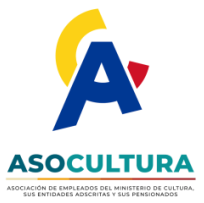 A
ASOCULTURA
ASOCIACIÓN DE EMPLEADOS DEL MINISTERIO DE CULTURA,
SUS ENTIDADES ADSCRITAS Y SUS PENSIONADOS